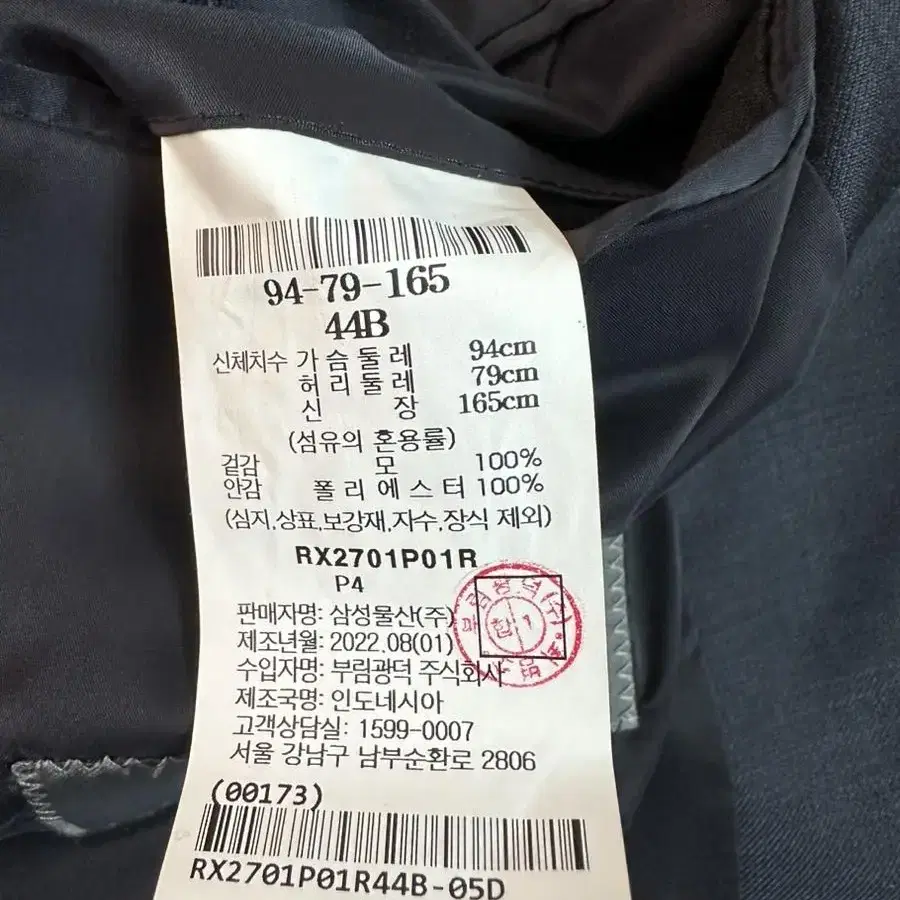 94-79-165
44B
신체치수 가 슴 둘 레 94cm
허 리 둘 레 79cm
신 장 165cm
(섬유의 혼용률)
겉감 모 100%
안감 폴 리 에 스 터 100%
(심지,상표,보강재,자수,장식 제외)
RX2701P01R
P4
판매자명: 삼성물산(주)
제조년월: 2022.08(01)
수입자명: 부림광덕 주식회사
제조국명: 인도네시아
고객상담실: 1599-0007
서울 강남구 남부순환로 2806
(00173)
RX2701P01R44B-05D
합 1